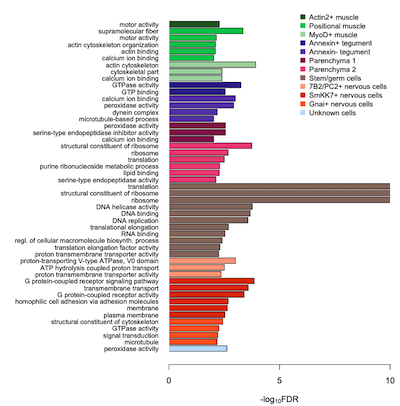 motor activity
supramolecular fiber
motor activity
actin cytoskeleton organization
actin binding
calcium ion binding
actin cytoskeleton
cytoskeletal part
calcium ion binding
GTPase activity
GTP binding
calcium ion binding
peroxidase activity
dynein complex
microtubule-based process
peroxidase activity
serine-type endopeptidase inhibitor activity
calcium ion binding
structural constituent of ribosome
ribosome
translation
purine ribonucleotide metabolic process
lipid binding
serine-type endopeptidase activity
translation
structural constituent of ribosome
ribosome
DNA helicase activity
DNA binding
DNA replication
translational elongation
RNA binding
regl. of cellular macromolecule biosynth. process
translation elongation factor activity
proton transmembrane transporter activity
proton-transporting V-type ATPase, V0 domain
ATP hydrolysis coupled proton transport
proton transmembrane transporter activity
G protein-coupled receptor signaling pathway
transmembrane transport
G protein-coupled receptor activity
homophilic cell adhesion via adhesion molecules
membrane
plasma membrane
structural constituent of cytoskeleton
GTPase activity
signal transduction
microtubule
peroxidase activity
Actin2+ muscle
Positional muscle
MyoD+ muscle
Annexin+ tegument
Annexin- tegument
Parenchyma 1
Parenchyma 2
Stem/germ cells
7B2/PC2+ nervous cells
SmKK7+ nervous cells
Gnai+ nervous cells
Unknown cells
0 5 10
-log10FDR